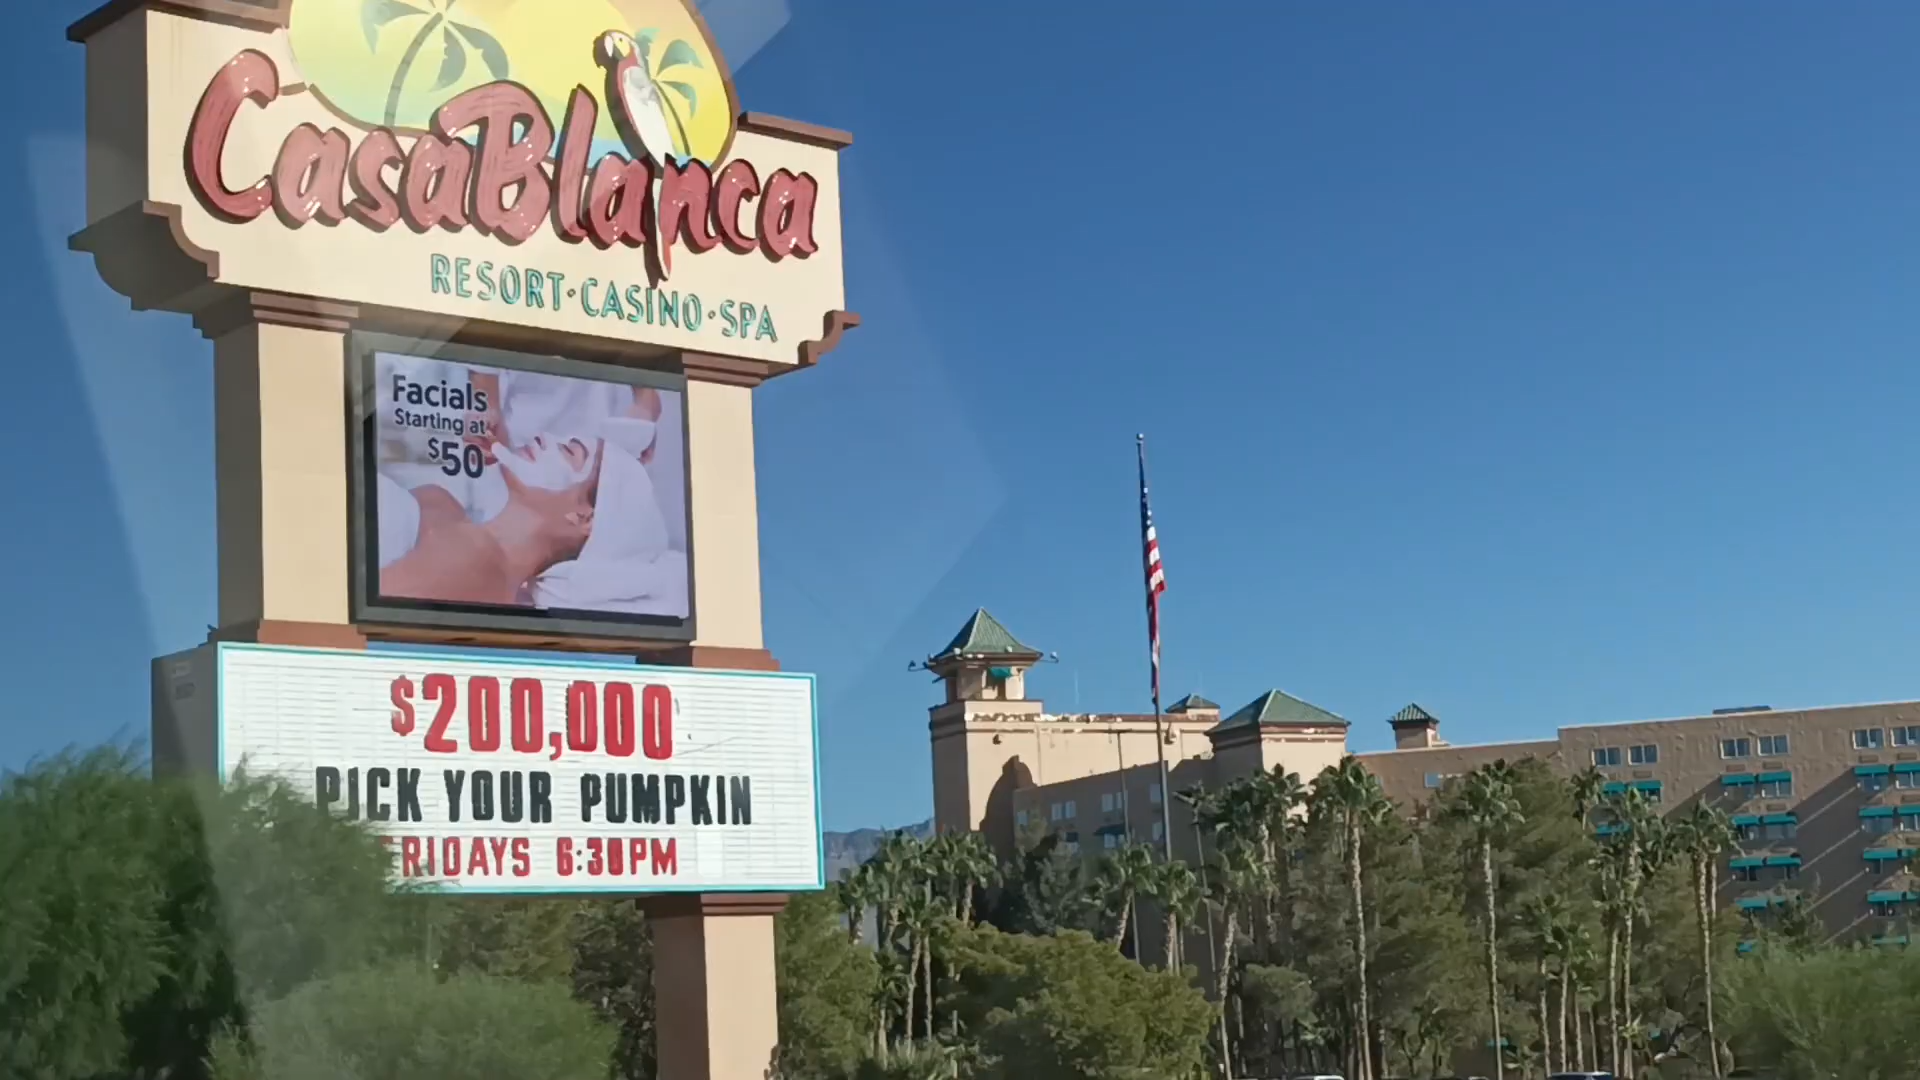 CasaBlanca
RESORT·CASINO·SPA
Facials
Starting at
$50
$200,000
PICK YOUR PUMPKIN
FRIDAYS 6:30PM